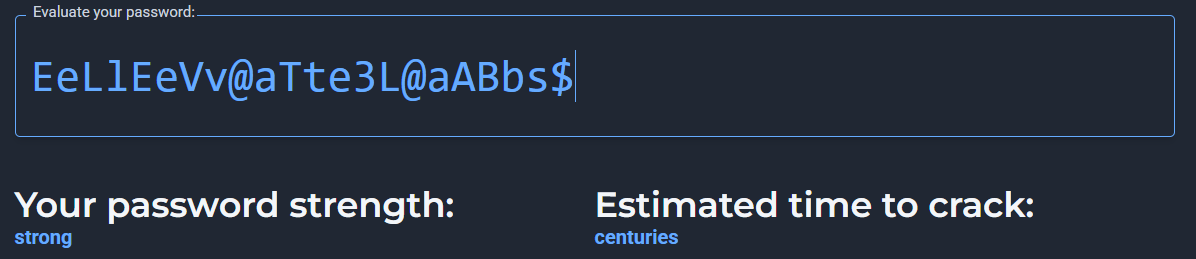 Evaluate your password:
EeLlEeVv@aTte3L@aABbs$
Your password strength:
strong
Estimated time to crack:
centuries